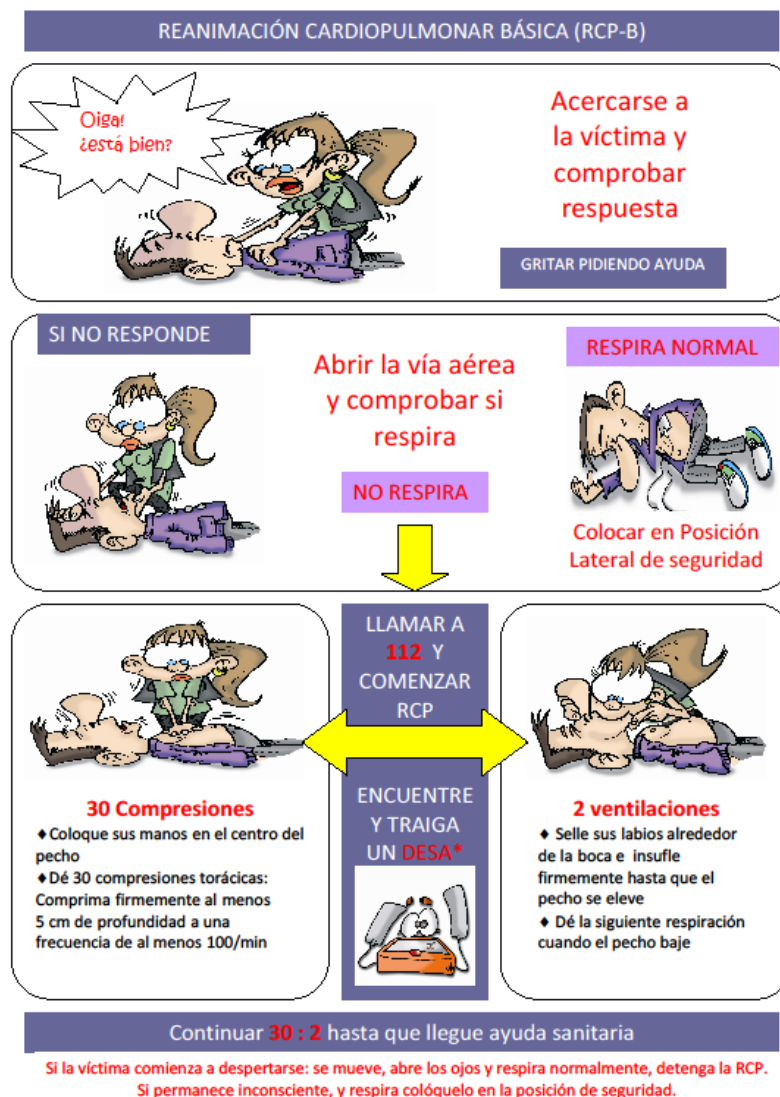 REANIMACIÓN CARDIOPULMONAR BÁSICA (RCP-B)
Oiga!
¿está bien?
Acercarse a
la víctima y
comprobar
respuesta
GRITAR PIDIENDO AYUDA
SI NO RESPONDE
Abrir la vía aérea
y comprobar si
respira
NO RESPIRA
RESPIRA NORMAL
Colocar en Posición
Lateral de seguridad
LLAMAR A
112 Y
COMENZAR
RCP
30 Compresiones
♦Coloque sus manos en el centro del
pecho
♦Dé 30 compresiones torácicas:
Comprima firmemente al menos
5 cm de profundidad a una
frecuencia de al menos 100/min
ENCUENTRE
Y TRAIGA
UN DESA*
2 ventilaciones
♦ Selle sus labios alrededor
de la boca e insufle
firmemente hasta que el
pecho se eleve
♦ Dé la siguiente respiración
cuando el pecho baje
Continuar 30 : 2 hasta que llegue ayuda sanitaria
Si la víctima comienza a despertarse: se mueve, abre los ojos y respira normalmente, detenga la RCP.
Si permanece inconsciente, y respira colóquelo en la posición de seguridad.